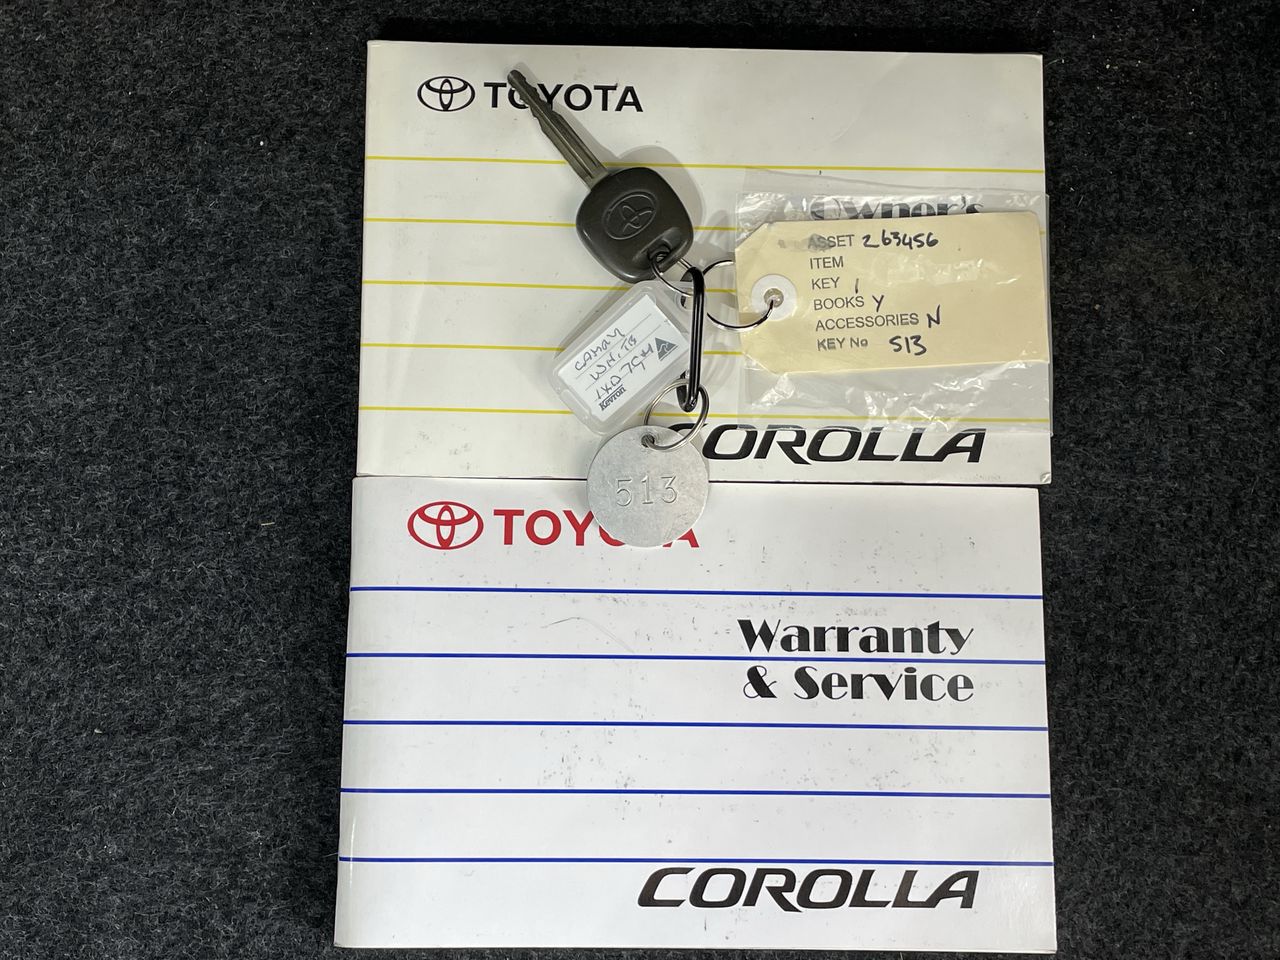 TOYOTA
Owner's
ASSET 263456
ITEM
KEY 1
BOOKS Y
ACCESSORIES N
KEY No 513
CAMRY
WHITE
Kevron
COROLLA
513
TOYOTA
Warranty
& Service
COROLLA